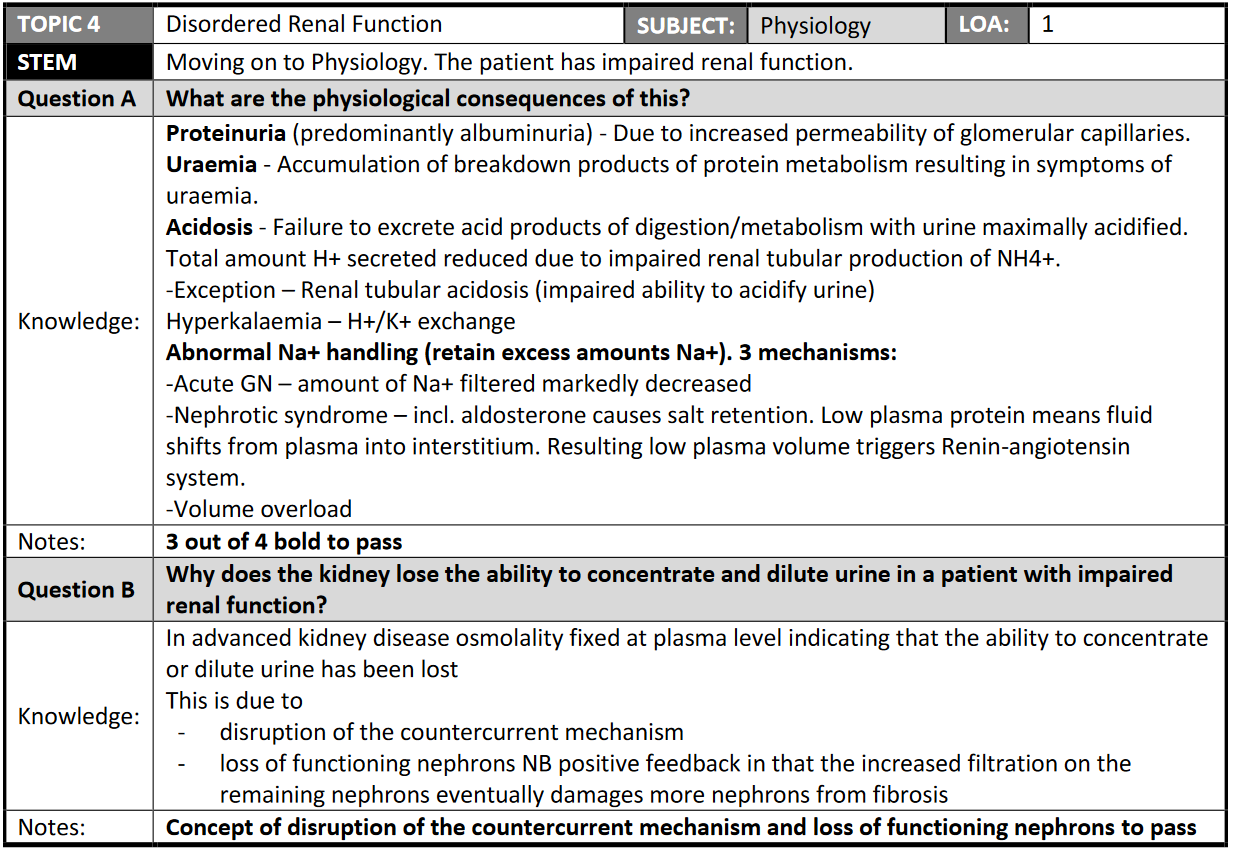 TOPIC 4 Disordered Renal Function SUBJECT: Physiology LOA: 1
STEM Moving on to Physiology. The patient has impaired renal function.
Question A What are the physiological consequences of this?
Proteinuria (predominantly albuminuria) - Due to increased permeability of glomerular capillaries.
Uraemia - Accumulation of breakdown products of protein metabolism resulting in symptoms of
uraemia.
Acidosis - Failure to excrete acid products of digestion/metabolism with urine maximally acidified.
Total amount H+ secreted reduced due to impaired renal tubular production of NH4+.
-Exception – Renal tubular acidosis (impaired ability to acidify urine)
Knowledge: Hyperkalaemia – H+/K+ exchange
Abnormal Na+ handling (retain excess amounts Na+). 3 mechanisms:
-Acute GN – amount of Na+ filtered markedly decreased
-Nephrotic syndrome – incl. aldosterone causes salt retention. Low plasma protein means fluid
shifts from plasma into interstitium. Resulting low plasma volume triggers Renin-angiotensin
system.
-Volume overload
Notes: 3 out of 4 bold to pass
Question B Why does the kidney lose the ability to concentrate and dilute urine in a patient with impaired
renal function?
In advanced kidney disease osmolality fixed at plasma level indicating that the ability to concentrate
or dilute urine has been lost
Knowledge: This is due to
- disruption of the countercurrent mechanism
- loss of functioning nephrons NB positive feedback in that the increased filtration on the
remaining nephrons eventually damages more nephrons from fibrosis
Notes: Concept of disruption of the countercurrent mechanism and loss of functioning nephrons to pass